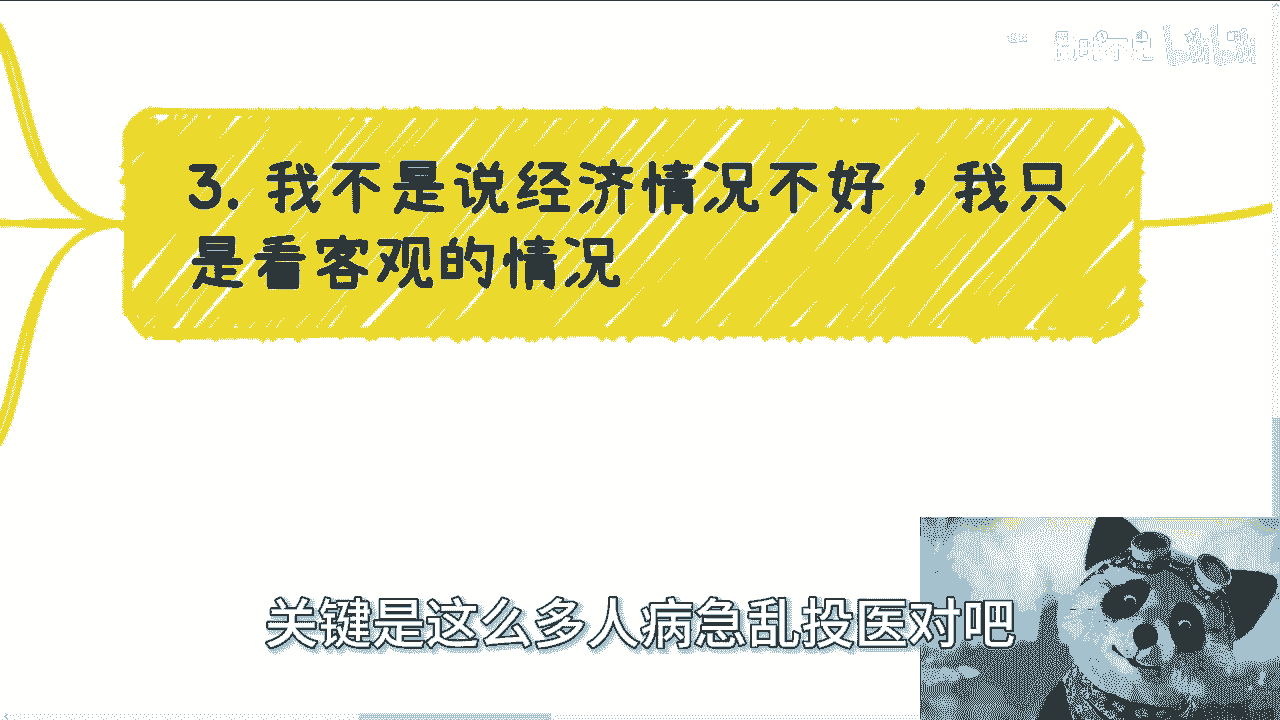 bilibili
3. 我不是说经济情况不好，我只
是看客观的情况
关键是这么多人病急乱投医对吧